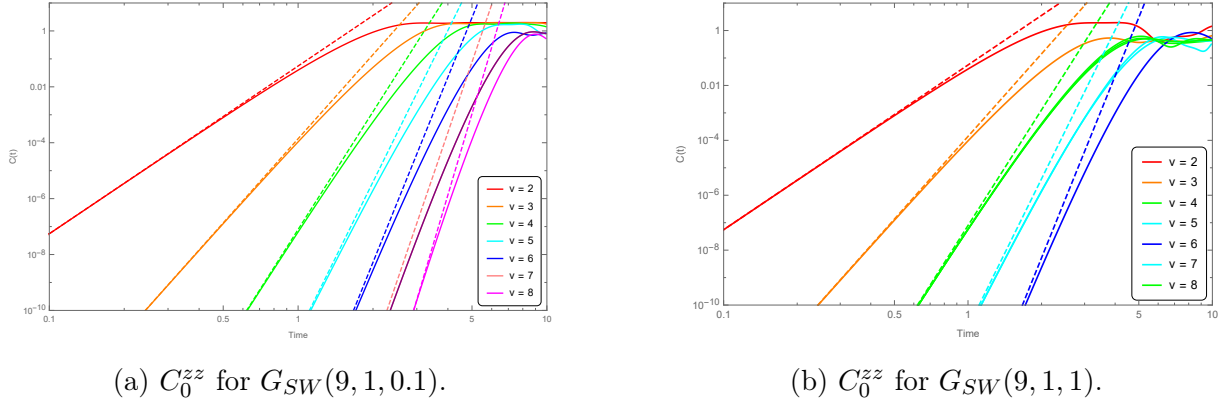 1
0.1
10⁻⁴
10⁻⁶
10⁻⁸
10⁻¹⁰
C(t)
0.1
0.5
1
5
10
Time
v = 2
v = 3
v = 4
v = 5
v = 6
v = 7
v = 8
(a) $C_0^{zz}$ for $G_{SW}(9, 1, 0.1)$.
1
0.1
10⁻⁴
10⁻⁶
10⁻⁸
10⁻¹⁰
C(t)
0.1
0.5
1
5
10
Time
v = 2
v = 3
v = 4
v = 5
v = 6
v = 7
v = 8
(b) $C_0^{zz}$ for $G_{SW}(9, 1, 1)$.